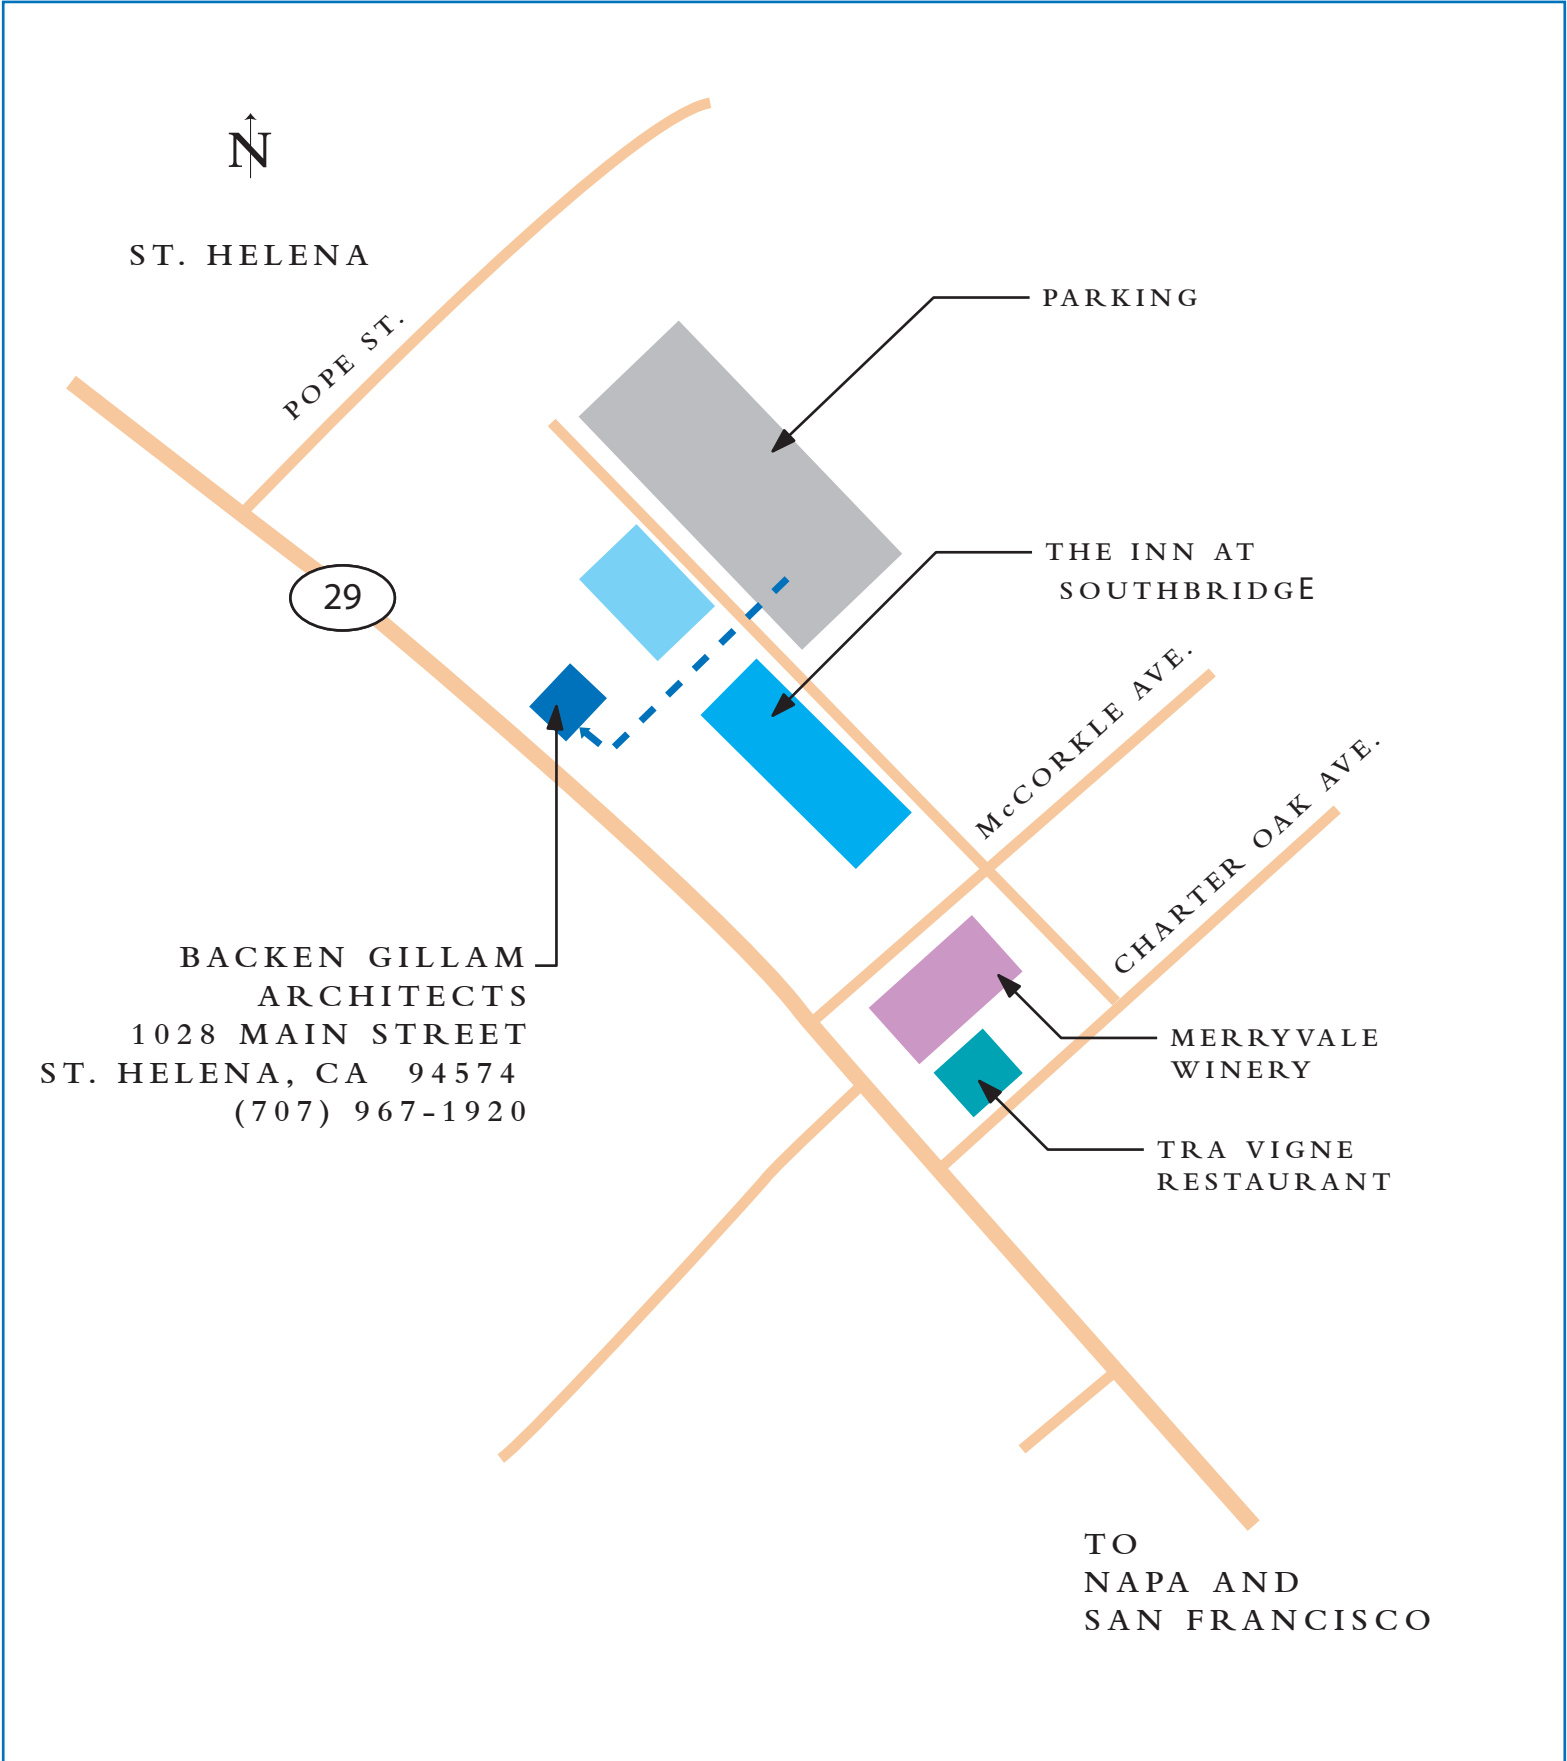 N
ST. HELENA
POPE ST.
PARKING
THE INN AT
SOUTHBRIDGE
29
McCORKLE AVE.
CHARTER OAK AVE.
BACKEN GILLAM
ARCHITECTS
1028 MAIN STREET
ST. HELENA, CA 94574
(707) 967-1920
MERRYVALE
WINERY
TRA VIGNE
RESTAURANT
TO
NAPA AND
SAN FRANCISCO